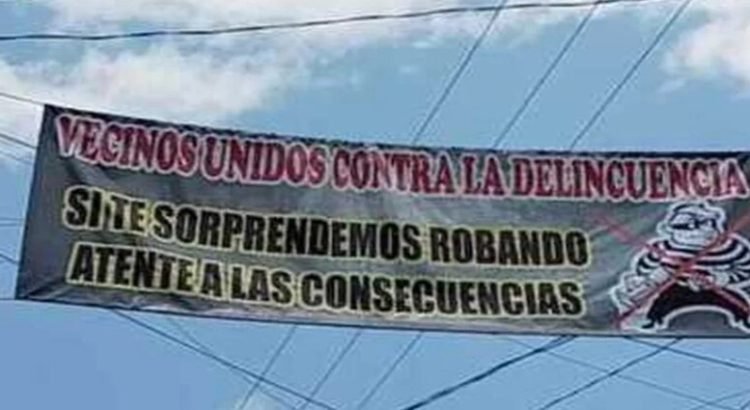 VECINOS UNIDOS CONTRA LA DELINCUENCIA
SI TE SORPRENDEMOS ROBANDO
ATENTE A LAS CONSECUENCIAS